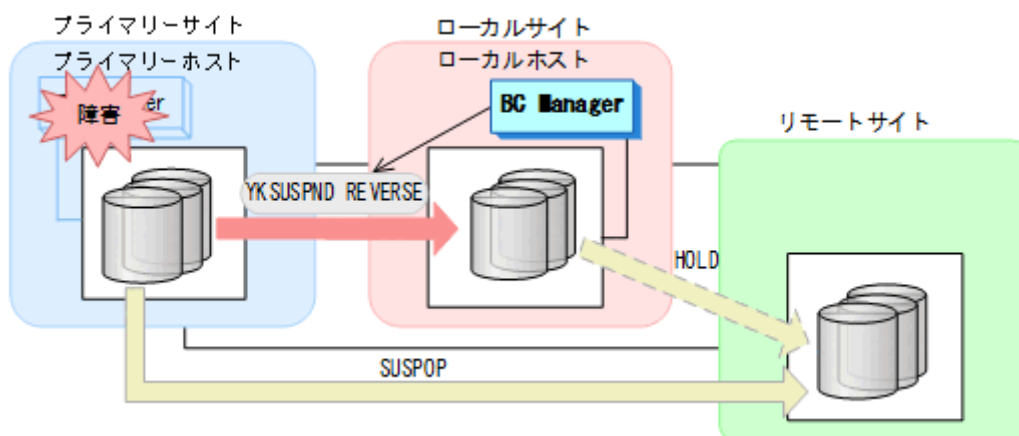 プライマリーサイト
プライマリーホスト
障害
er
ローカルサイト
ローカルホスト
BC Manager
リモートサイト
YKSUSPND REVERSE
HOLD
SUSPOP